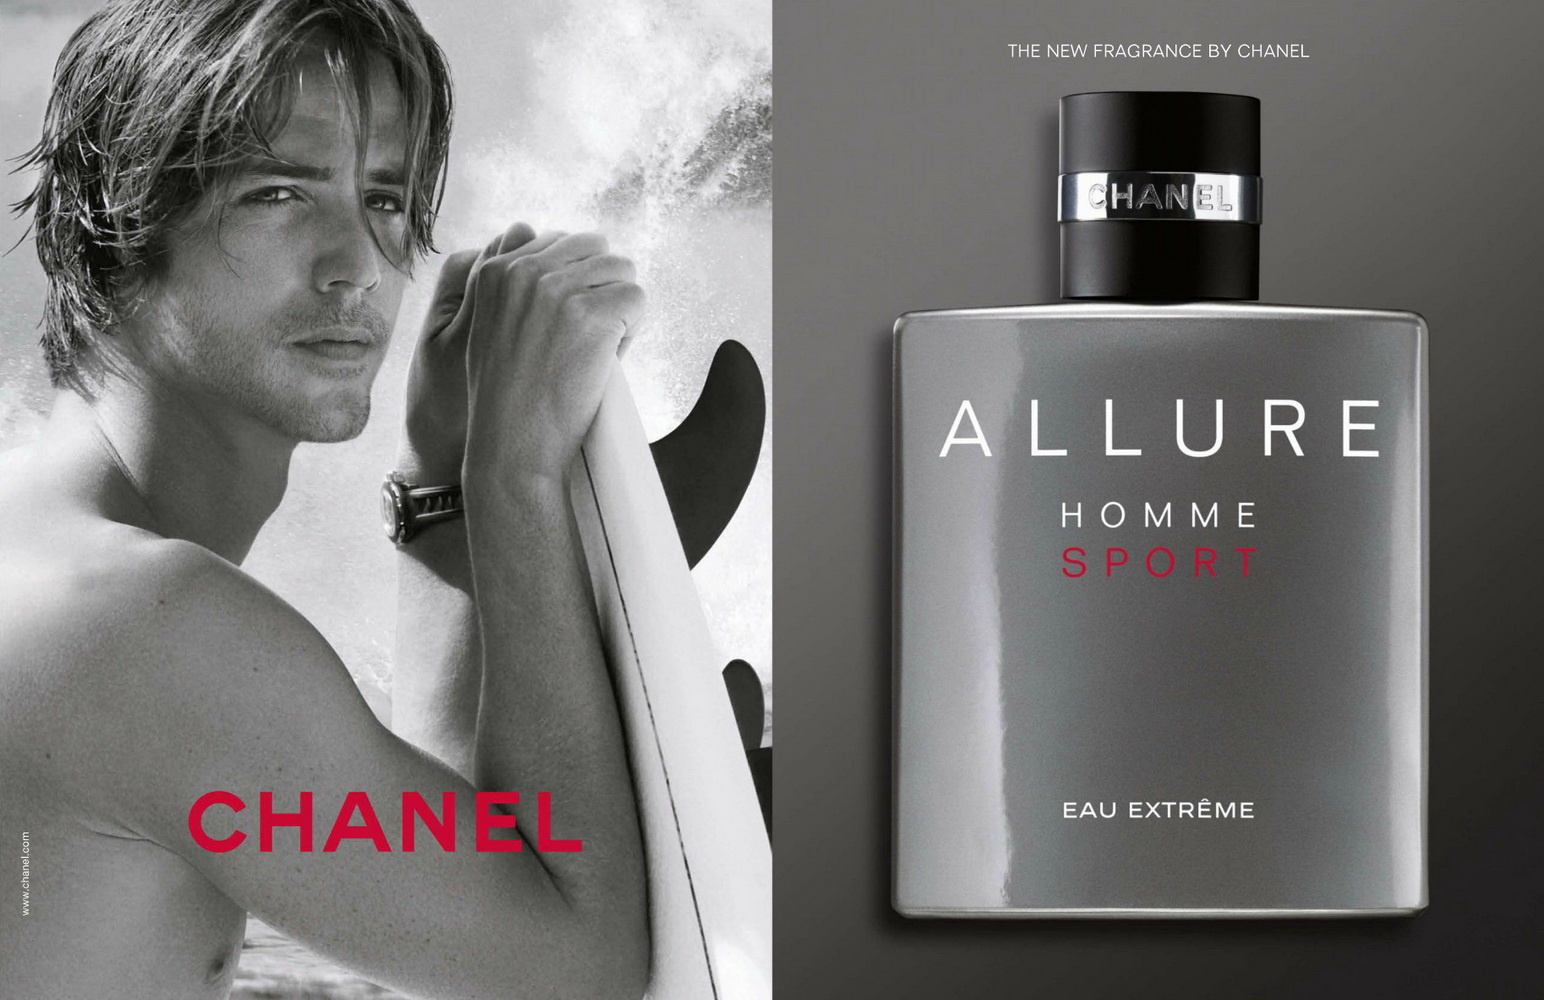 www.chanel.com
CHANEL
THE NEW FRAGRANCE BY CHANEL
CHANEL
ALLURE
HOMME
SPORT
EAU EXTRÊME